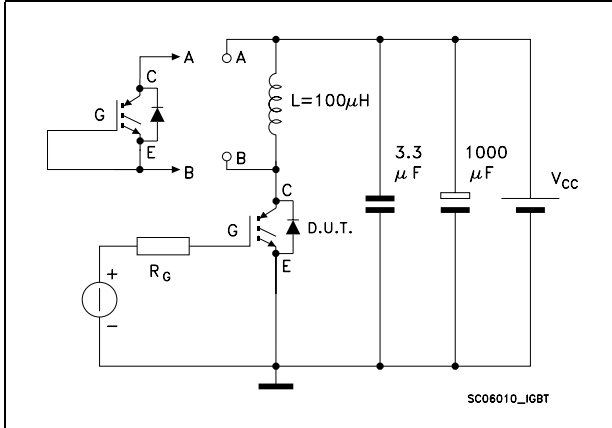 A
A
C
G
L=100μH
E
B
B
3.3
μF
1000
μF
VCC
C
G
D.U.T.
E
RG
+
−
SC06010_IGBT